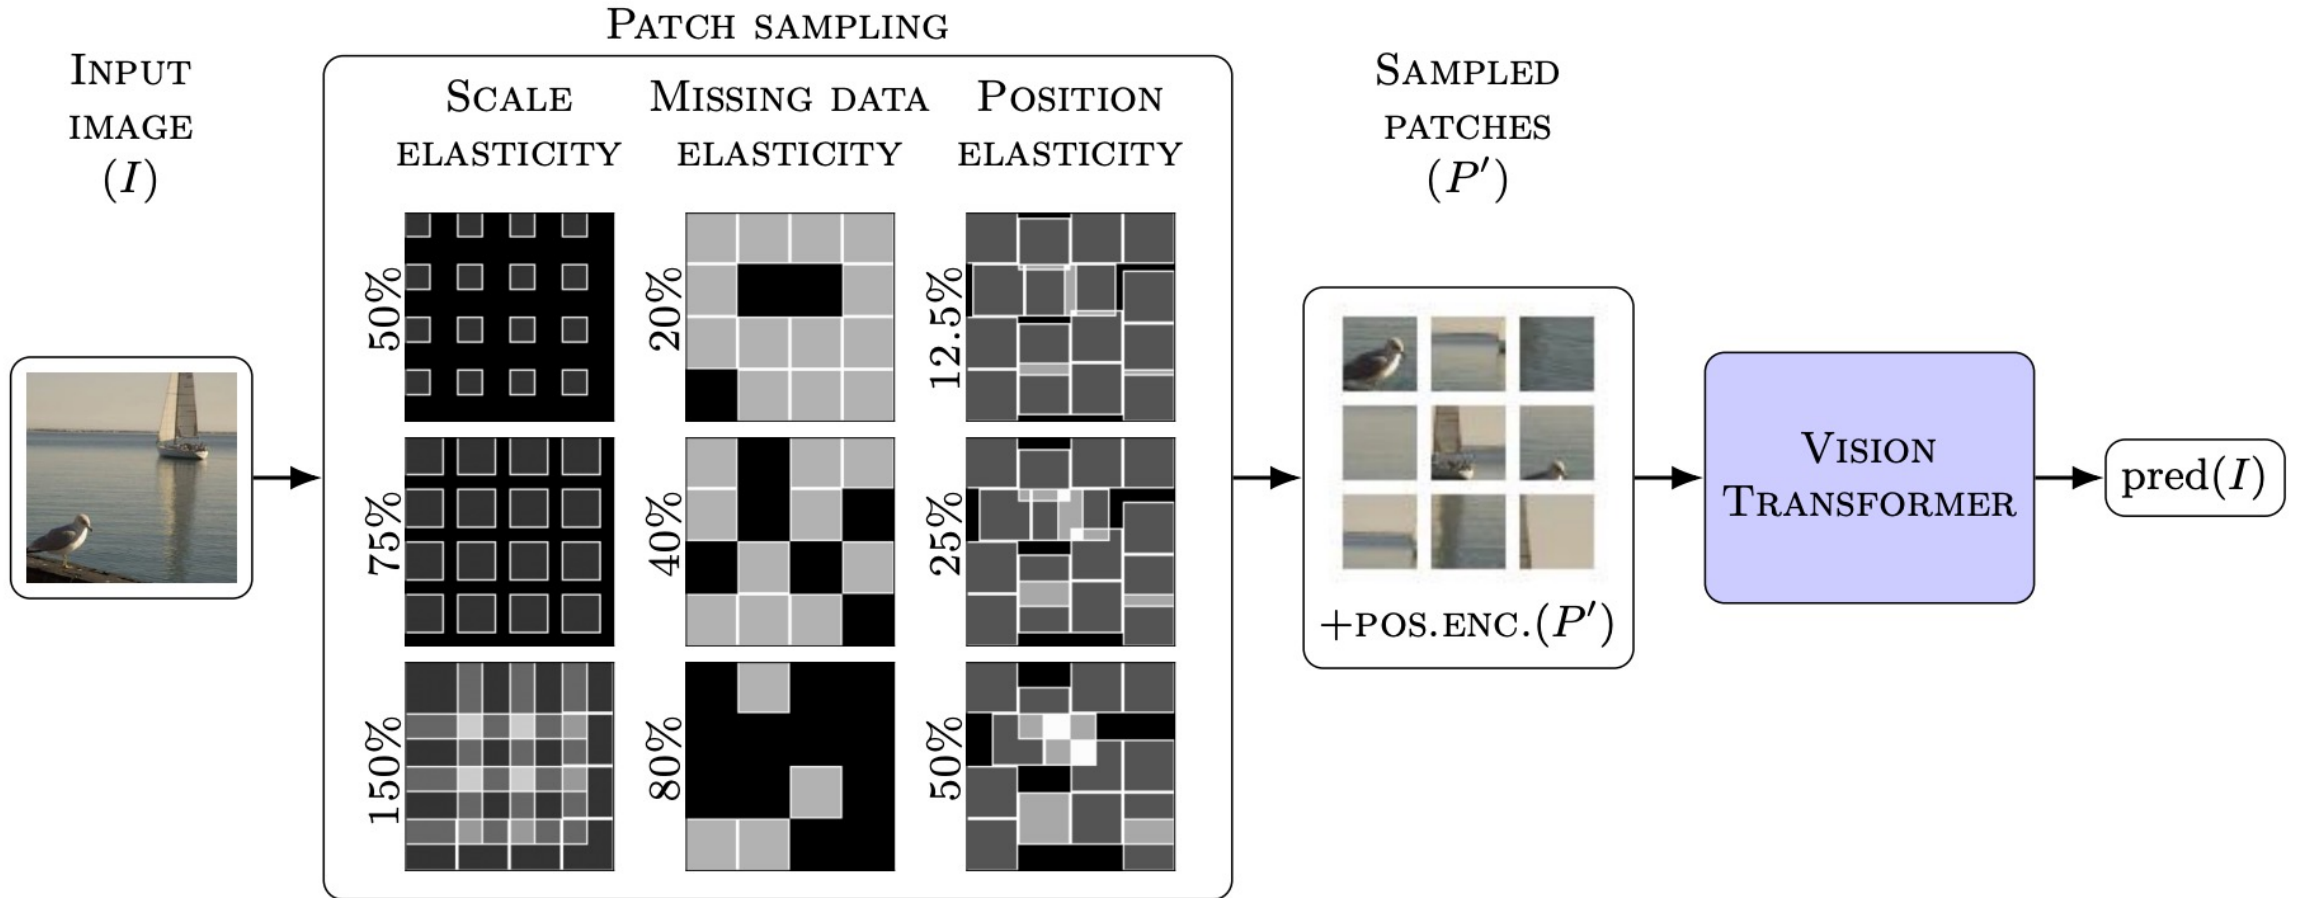 PATCH SAMPLING
INPUT
IMAGE
(I)
SCALE
ELASTICITY
MISSING DATA
ELASTICITY
POSITION
ELASTICITY
50%
20%
12.5%
75%
40%
25%
150%
80%
50%
SAMPLED
PATCHES
(P′)
+POS.ENC.(P′)
VISION
TRANSFORMER
pred(I)